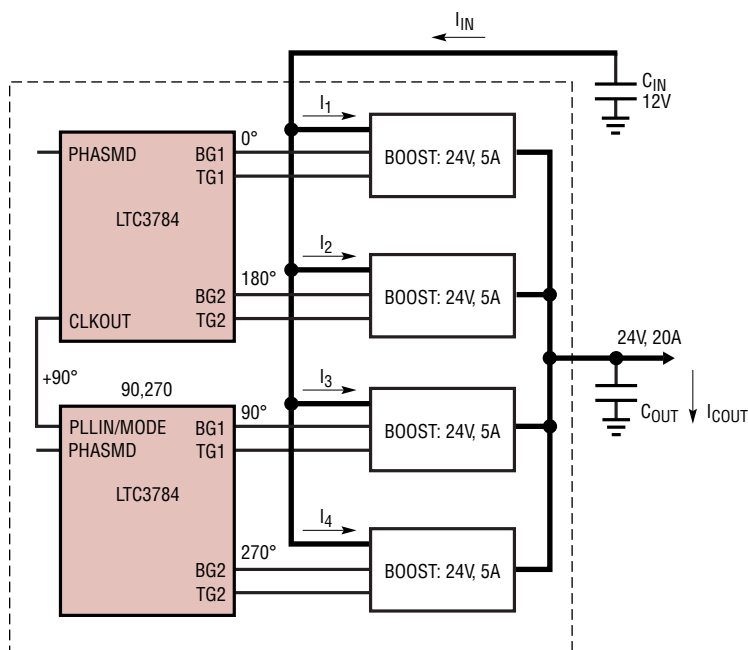 I_IN
C_IN
12V
I_1
0°
PHASMD
BG1
TG1
BOOST: 24V, 5A
LTC3784
I_2
180°
BG2
TG2
CLKOUT
BOOST: 24V, 5A
24V, 20A
+90°
90,270
I_3
90°
PLLIN/MODE
PHASMD
BG1
TG1
BOOST: 24V, 5A
C_OUT
I_COUT
LTC3784
I_4
270°
BG2
TG2
BOOST: 24V, 5A